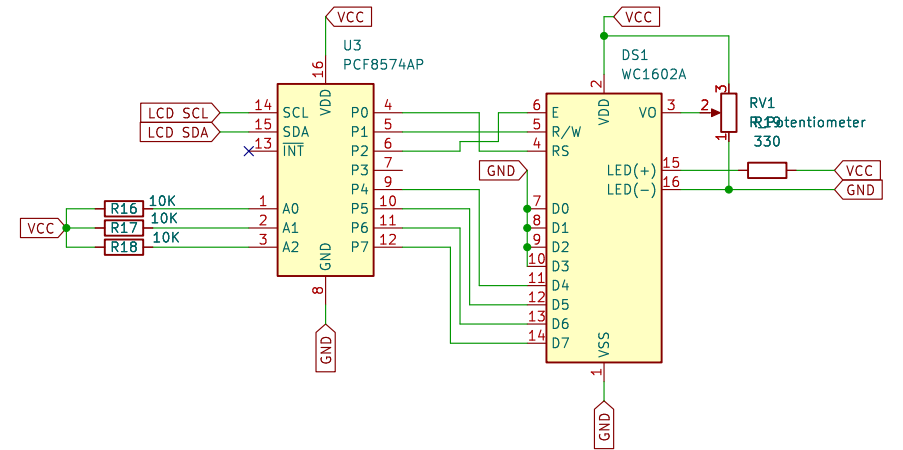 VCC
U3
PCF8574AP
16
VDD
LCD SCL
14
SCL
LCD SDA
15
SDA
13
INT
P0
4
P1
5
P2
6
P3
7
P4
9
P5
10
P6
11
P7
12
VCC
R16
10K
1
A0
R17
10K
2
A1
R18
10K
3
A2
GND
8
GND
VCC
DS1
WC1602A
2
VDD
6
E
5
R/W
4
RS
GND
7
D0
8
D1
9
D2
10
D3
11
D4
12
D5
13
D6
14
D7
VO
3
2
3
1
RV1
R_Potentiometer
R19
330
LED(+)
15
VCC
LED(-)
16
GND
VSS
1
GND